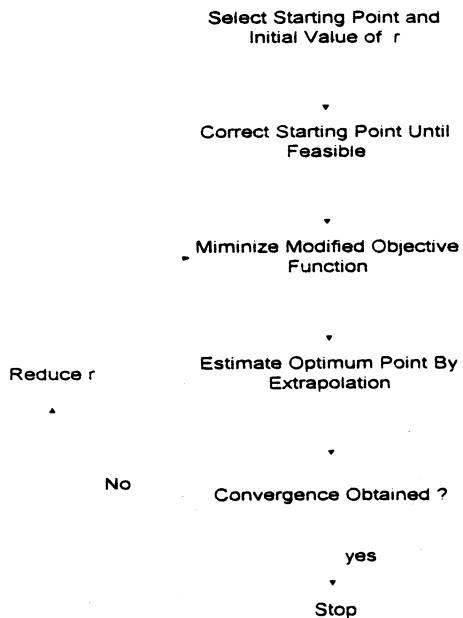 Select Starting Point and
Initial Value of r
Correct Starting Point Until
Feasible
Miminize Modified Objective
Function
Estimate Optimum Point By
Extrapolation
Reduce r
No
Convergence Obtained ?
yes
Stop